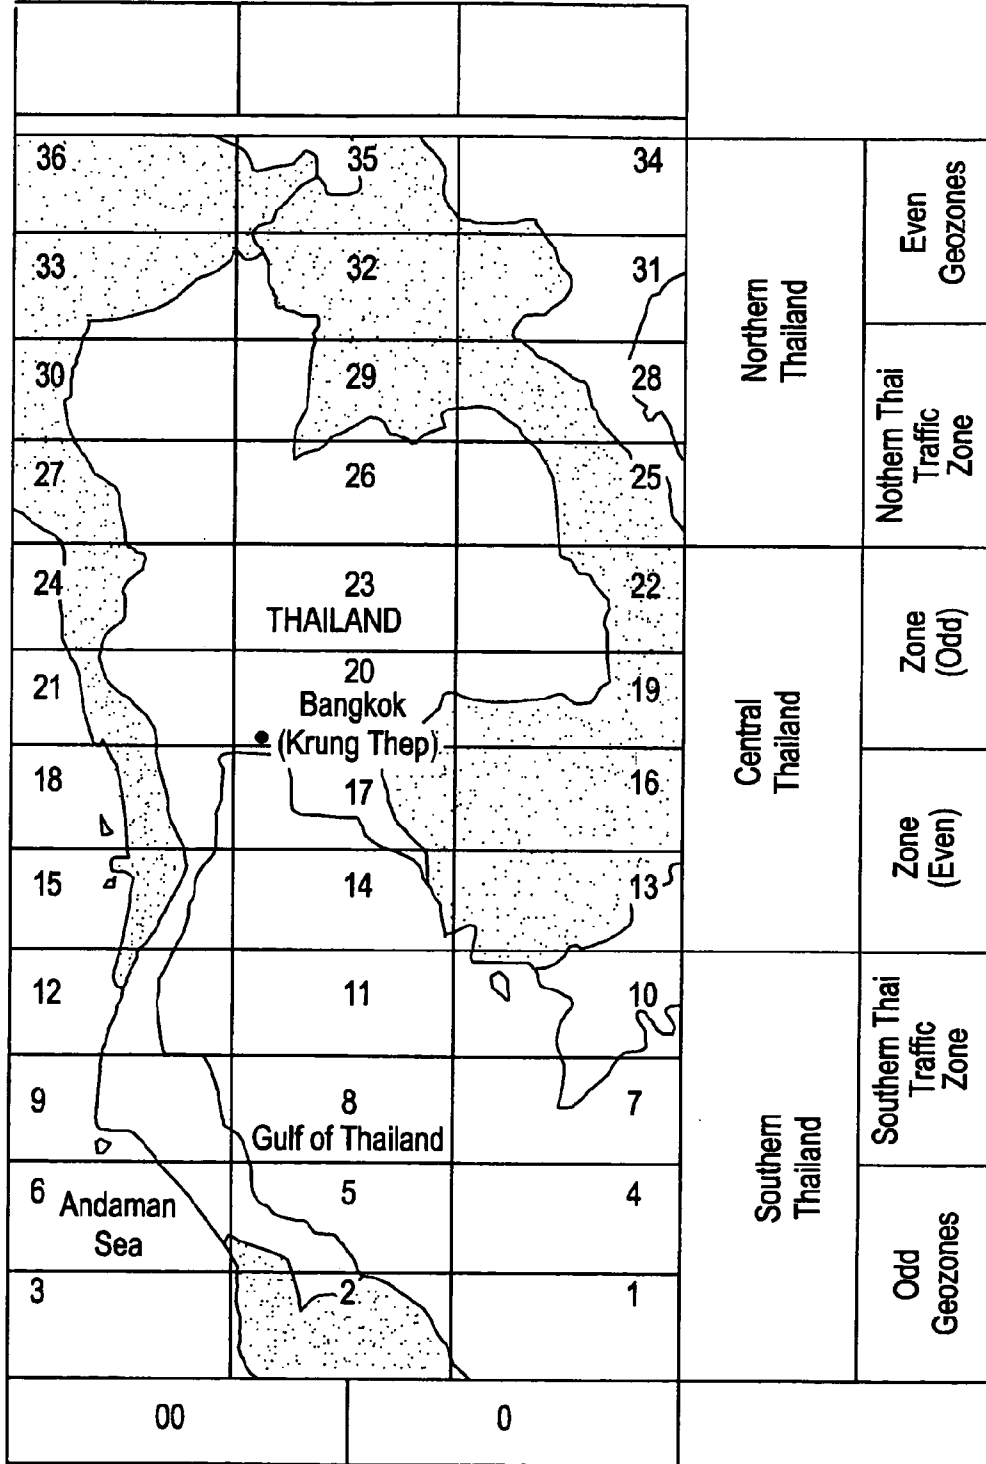 36 35 34
33 32 31
30 29 28
27 26 25
24 23 22
THAILAND
21 20 19
Bangkok
(Krung Thep)
18 17 16
15 14 13
12 11 10
9 8 7
Gulf of Thailand
6 5 4
Andaman
Sea
3 2 1
00 0
Northern
Thailand
Central
Thailand
Southern
Thailand
Even
Geozones
Nothern Thai
Traffic
Zone
Zone
(Odd)
Zone
(Even)
Southern Thai
Traffic
Zone
Odd
Geozones